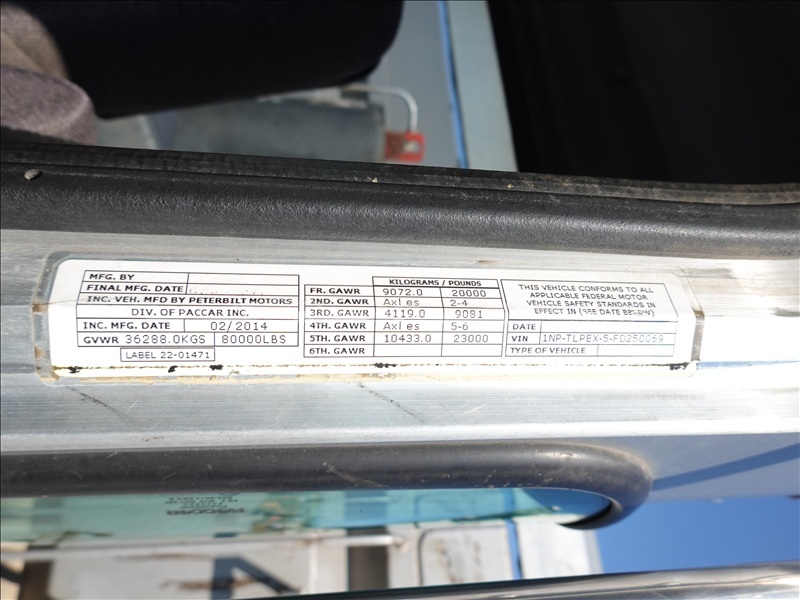 MFG. BY
FINAL MFG. DATE
INC. VEH. MFD BY PETERBILT MOTORS
DIV. OF PACCAR INC.
INC. MFG. DATE 02/2014
GVWR 36288.0KGS 80000LBS
LABEL 22-01471
KILOGRAMS / POUNDS
FR. GAWR 9072.0 20000
2ND. GAWR Axles 2-4
3RD. GAWR 4119.0 9081
4TH. GAWR Axles 5-6
5TH. GAWR 10433.0 23000
6TH. GAWR
THIS VEHICLE CONFORMS TO ALL
APPLICABLE FEDERAL MOTOR
VEHICLE SAFETY STANDARDS IN
EFFECT IN (SEE DATE
DATE
VIN 1NP-TLPEX-5-FD250069
TYPE OF VEHICLE